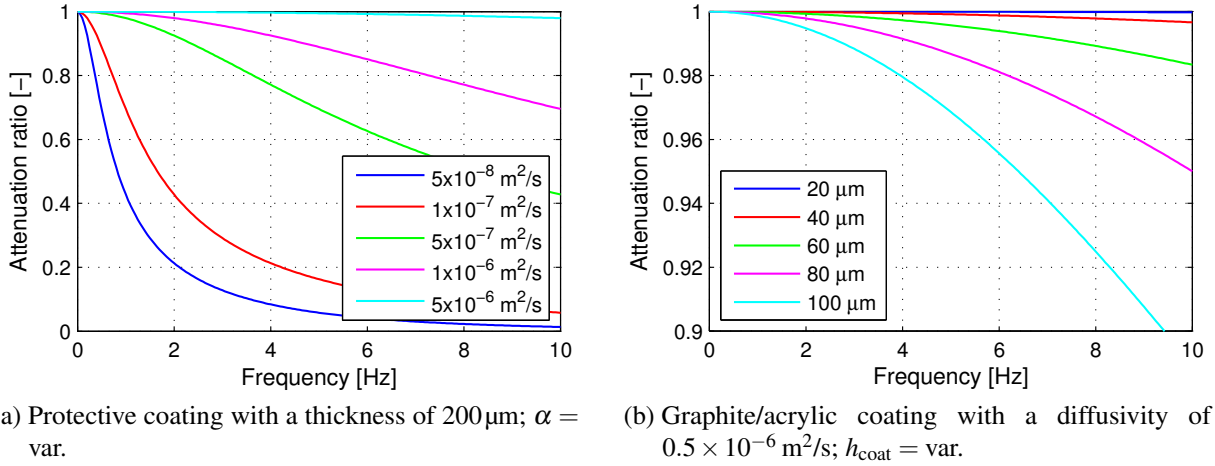 1
0.8
0.6
0.4
0.2
0
Attenuation ratio [−]
0 2 4 6 8 10
Frequency [Hz]
5x10⁻⁸ m²/s
1x10⁻⁷ m²/s
5x10⁻⁷ m²/s
1x10⁻⁶ m²/s
5x10⁻⁶ m²/s
a) Protective coating with a thickness of 200 µm; α =
var.
1
0.98
0.96
0.94
0.92
0.9
Attenuation ratio [−]
0 2 4 6 8 10
Frequency [Hz]
20 µm
40 µm
60 µm
80 µm
100 µm
(b) Graphite/acrylic coating with a diffusivity of
0.5 × 10⁻⁶ m²/s; h_coat = var.